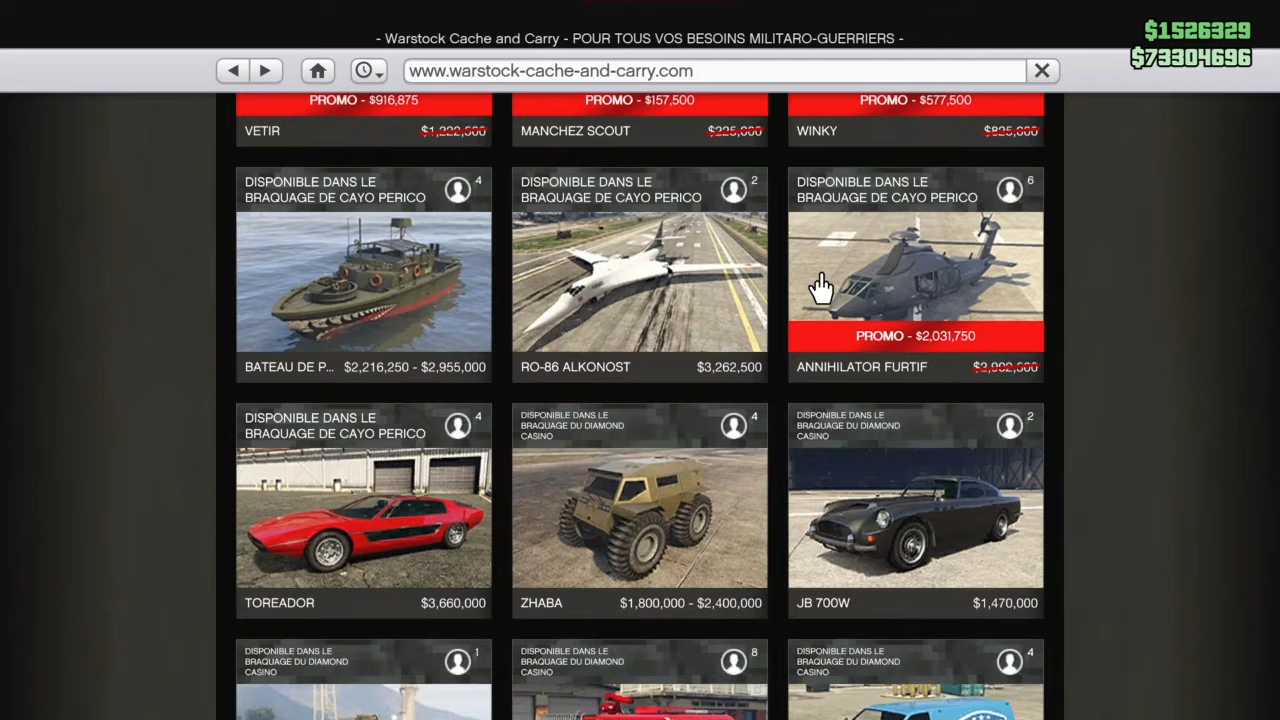 - Warstock Cache and Carry - POUR TOUS VOS BESOINS MILITARO-GUERRIERS -
$1526329
$73304696
www.warstock-cache-and-carry.com
PROMO - $916,875
VETIR $1,222,500
PROMO - $157,500
MANCHEZ SCOUT $225,000
PROMO - $577,500
WINKY $825,000
DISPONIBLE DANS LE
BRAQUAGE DE CAYO PERICO
4
BATEAU DE P... $2,216,250 - $2,955,000
DISPONIBLE DANS LE
BRAQUAGE DE CAYO PERICO
2
RO-86 ALKONOST $3,262,500
DISPONIBLE DANS LE
BRAQUAGE DE CAYO PERICO
6
PROMO - $2,031,750
ANNIHILATOR FURTIF $2,902,500
DISPONIBLE DANS LE
BRAQUAGE DE CAYO PERICO
4
TOREADOR $3,660,000
DISPONIBLE DANS LE
BRAQUAGE DU DIAMOND
CASINO
4
ZHABA $1,800,000 - $2,400,000
DISPONIBLE DANS LE
BRAQUAGE DU DIAMOND
CASINO
2
JB 700W $1,470,000
DISPONIBLE DANS LE
BRAQUAGE DU DIAMOND
CASINO
1
DISPONIBLE DANS LE
BRAQUAGE DU DIAMOND
CASINO
8
DISPONIBLE DANS LE
BRAQUAGE DU DIAMOND
CASINO
4